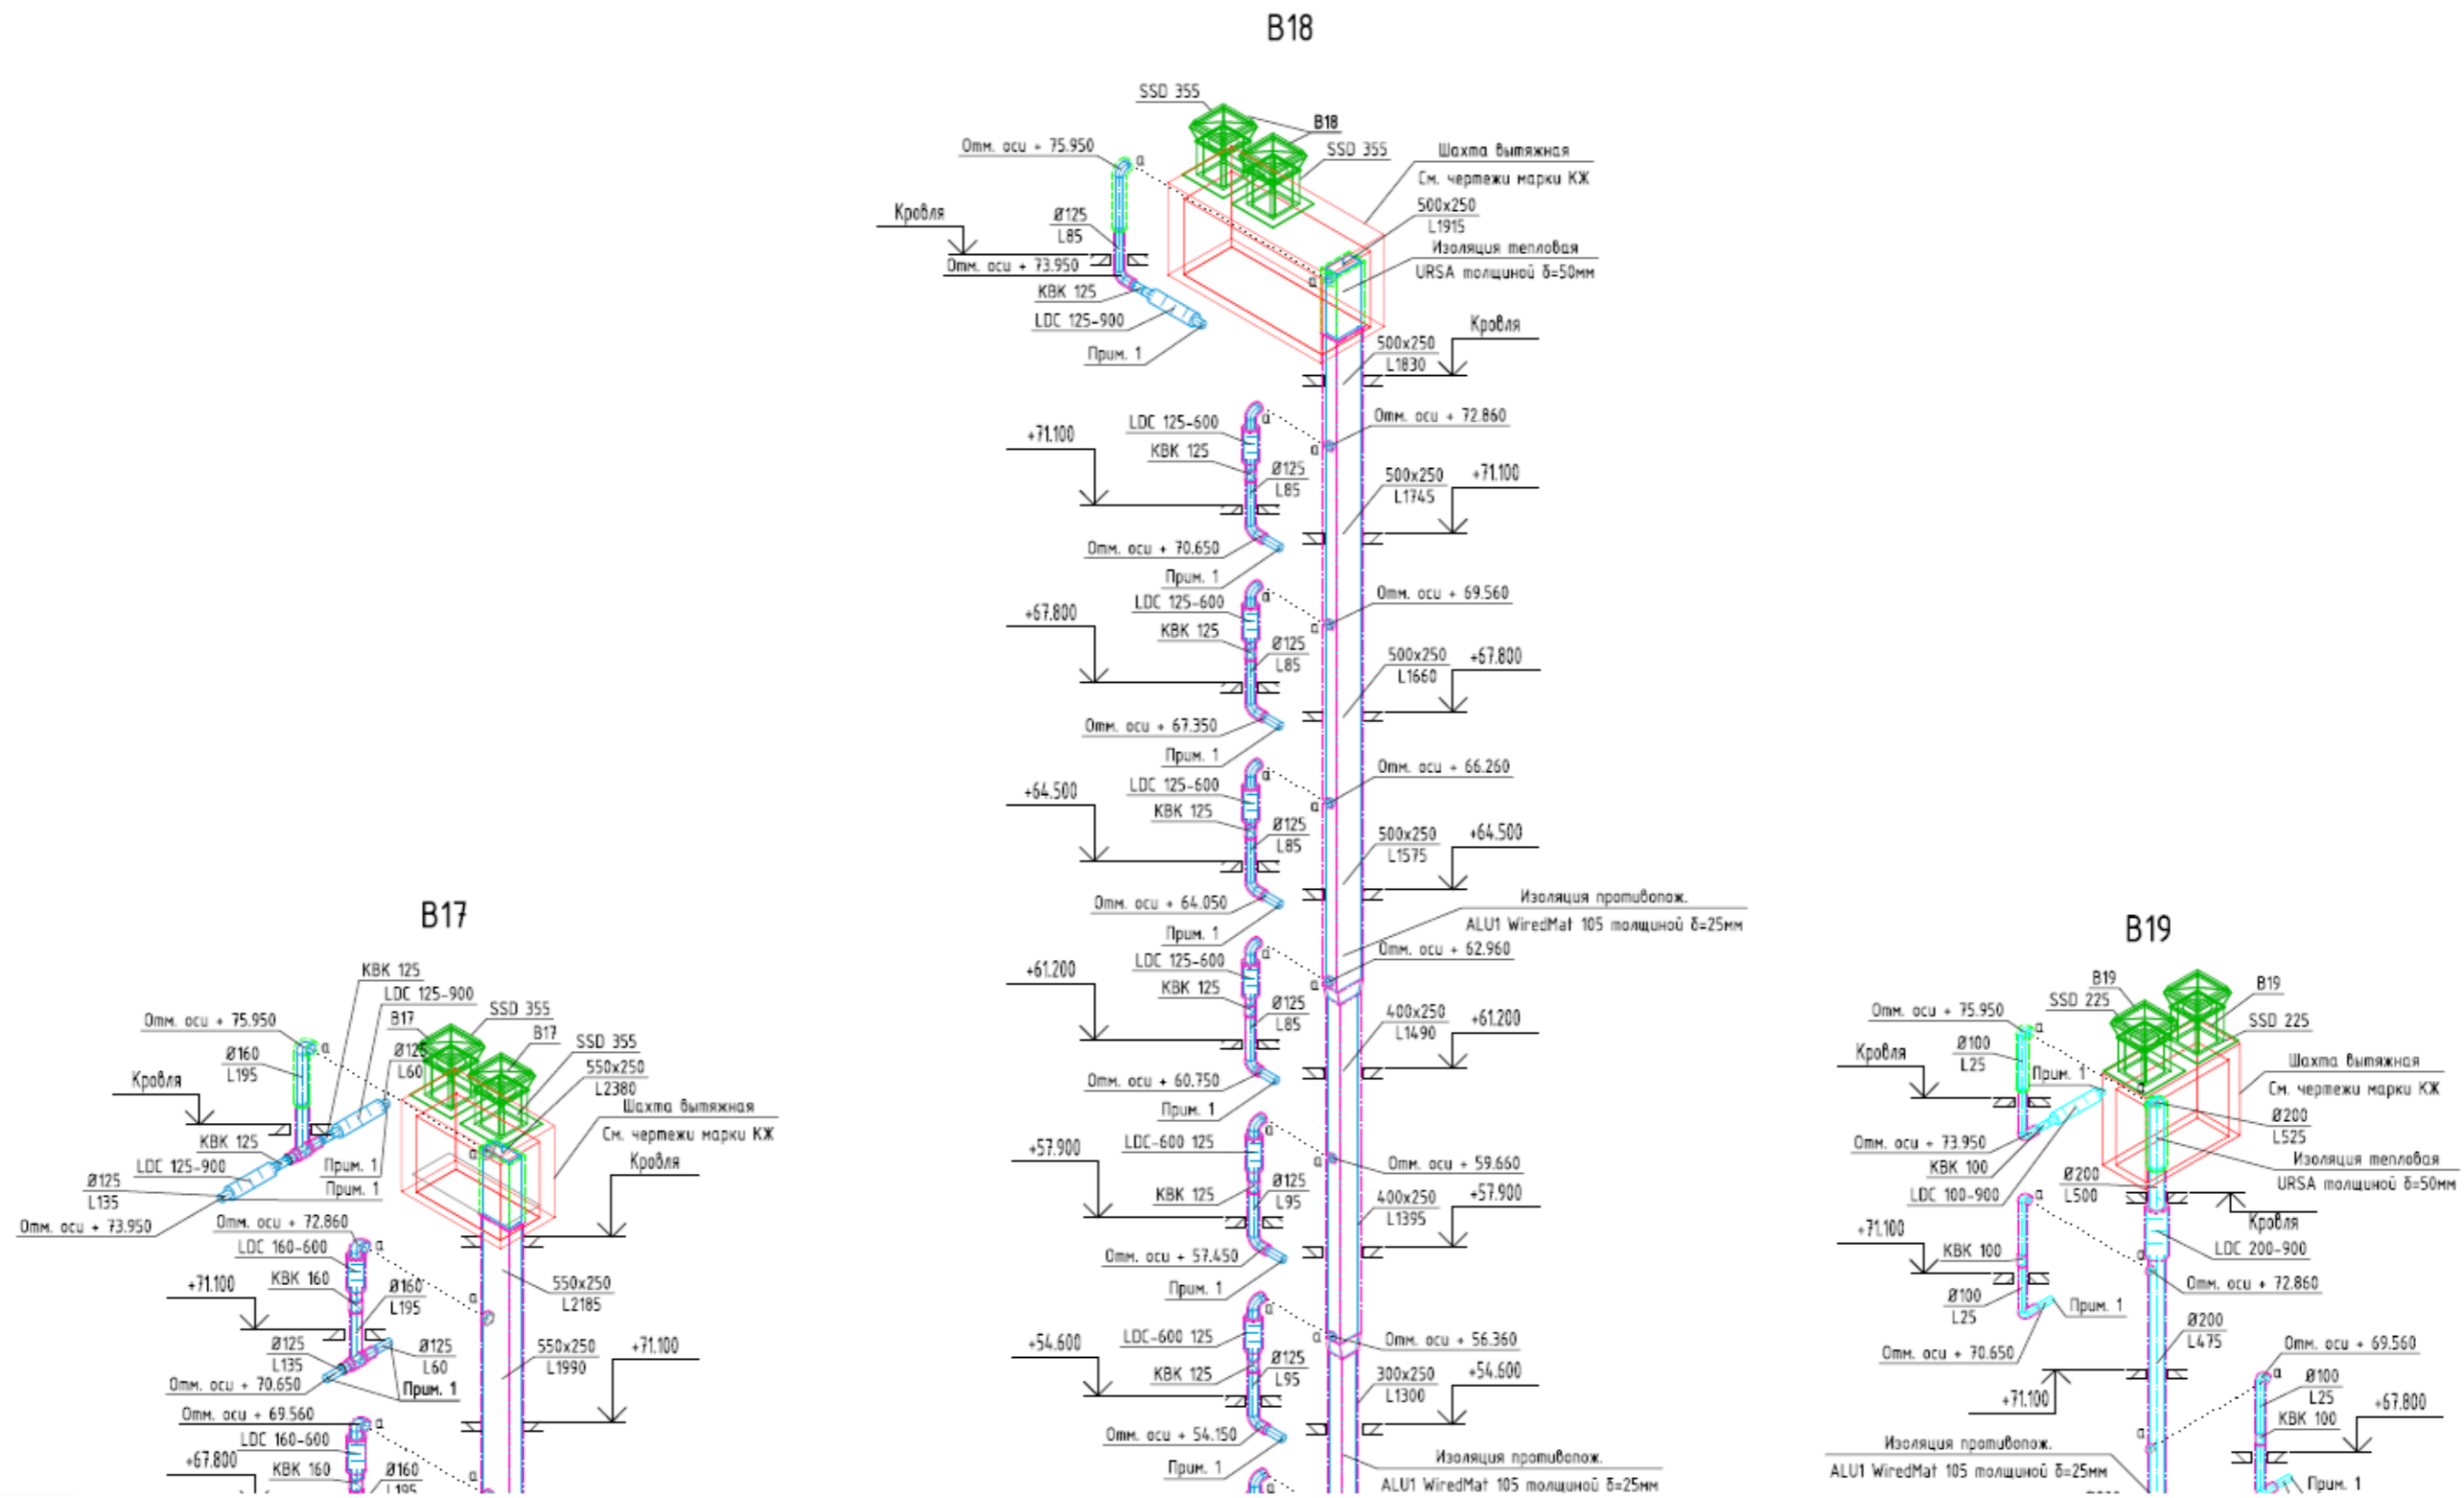 В18
SSD 355
В18
SSD 355
Отм. оси + 75.950
а
Шахта вытяжная
См. чертежи марки КЖ
500х250
L1915
Кровля
Ø125
L85
Изоляция тепловая
URSA толщиной δ=50мм
Отм. оси + 73.950
а
КВК 125
LDC 125-900
Прим. 1
Кровля
500х250
L1830
LDC 125-600
а
Отм. оси + 72.860
+71.100
КВК 125
а
Ø125
L85
500х250
L1745
+71.100
Отм. оси + 70.650
Прим. 1
LDC 125-600
а
Отм. оси + 69.560
+67.800
КВК 125
а
Ø125
L85
500х250
L1660
+67.800
Отм. оси + 67.350
Прим. 1
LDC 125-600
а
Отм. оси + 66.260
+64.500
КВК 125
а
Ø125
L85
500х250
L1575
+64.500
Отм. оси + 64.050
Прим. 1
Изоляция противопож.
ALU1 WiredMat 105 толщиной δ=25мм
LDC 125-600
а
Отм. оси + 62.960
+61.200
КВК 125
а
Ø125
L85
400х250
L1490
+61.200
Отм. оси + 60.750
Прим. 1
LDC-600 125
а
+57.900
а
Отм. оси + 59.660
КВК 125
Ø125
L95
400х250
L1395
+57.900
Отм. оси + 57.450
Прим. 1
LDC-600 125
а
+54.600
а
Отм. оси + 56.360
КВК 125
Ø125
L95
300х250
L1300
+54.600
Отм. оси + 54.150
Прим. 1
Изоляция противопож.
ALU1 WiredMat 105 толщиной δ=25мм
а
В17
КВК 125
LDC 125-900
SSD 355
В17
В17
SSD 355
Отм. оси + 75.950
а
Ø160
L195
Ø125
L60
550х250
L2380
Кровля
Шахта вытяжная
См. чертежи марки КЖ
КВК 125
LDC 125-900
а
Кровля
Прим. 1
Прим. 1
Ø125
L135
Отм. оси + 73.950
Отм. оси + 72.860
а
LDC 160-600
КВК 160
+71.100
Ø160
L195
а
550х250
L2185
Ø125
L135
Ø125
L60
550х250
L1990
+71.100
Отм. оси + 70.650
Прим. 1
Отм. оси + 69.560
а
LDC 160-600
+67.800
КВК 160
Ø160
L195
а
В19
В19
SSD 225
В19
SSD 225
Отм. оси + 75.950
а
Кровля
Ø100
L25
Прим. 1
а
Шахта вытяжная
См. чертежи марки КЖ
Ø200
L525
Отм. оси + 73.950
КВК 100
LDC 100-900
Изоляция тепловая
URSA толщиной δ=50мм
Ø200
L500
а
Кровля
+71.100
КВК 100
а
LDC 200-900
Отм. оси + 72.860
Ø100
L25
Прим. 1
Ø200
L475
Отм. оси + 70.650
+71.100
Отм. оси + 69.560
а
Ø100
L25
+67.800
КВК 100
а
Изоляция противопож.
ALU1 WiredMat 105 толщиной δ=25мм
Прим. 1